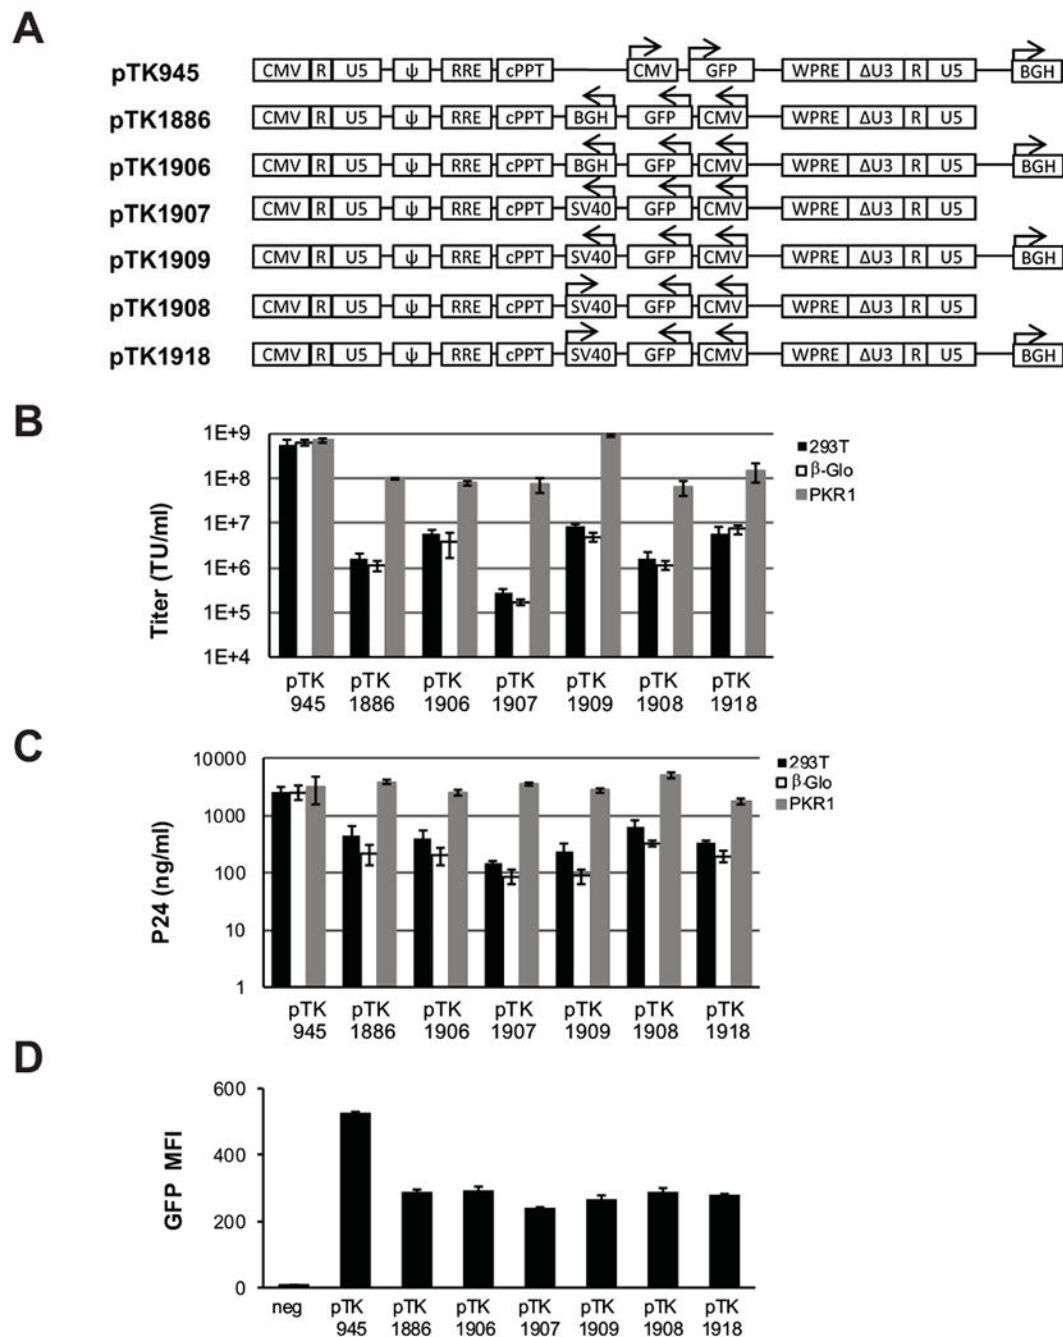 A
pTK945 CMV R U5 ψ RRE cPPT CMV GFP WPRE ΔU3 R U5 BGH
pTK1886 CMV R U5 ψ RRE cPPT BGH GFP CMV WPRE ΔU3 R U5
pTK1906 CMV R U5 ψ RRE cPPT BGH GFP CMV WPRE ΔU3 R U5 BGH
pTK1907 CMV R U5 ψ RRE cPPT SV40 GFP CMV WPRE ΔU3 R U5
pTK1909 CMV R U5 ψ RRE cPPT SV40 GFP CMV WPRE ΔU3 R U5 BGH
pTK1908 CMV R U5 ψ RRE cPPT SV40 GFP CMV WPRE ΔU3 R U5
pTK1918 CMV R U5 ψ RRE cPPT SV40 GFP CMV WPRE ΔU3 R U5 BGH
B
Titer (TU/ml)
1E+9
1E+8
1E+7
1E+6
1E+5
1E+4
293T
β-Glo
PKR1
pTK pTK pTK pTK pTK pTK pTK
945 1886 1906 1907 1909 1908 1918
C
P24 (ng/ml)
10000
1000
100
10
1
293T
β-Glo
PKR1
pTK pTK pTK pTK pTK pTK pTK
945 1886 1906 1907 1909 1908 1918
D
GFP MFI
600
400
200
0
neg pTK pTK pTK pTK pTK pTK pTK
945 1886 1906 1907 1909 1908 1918